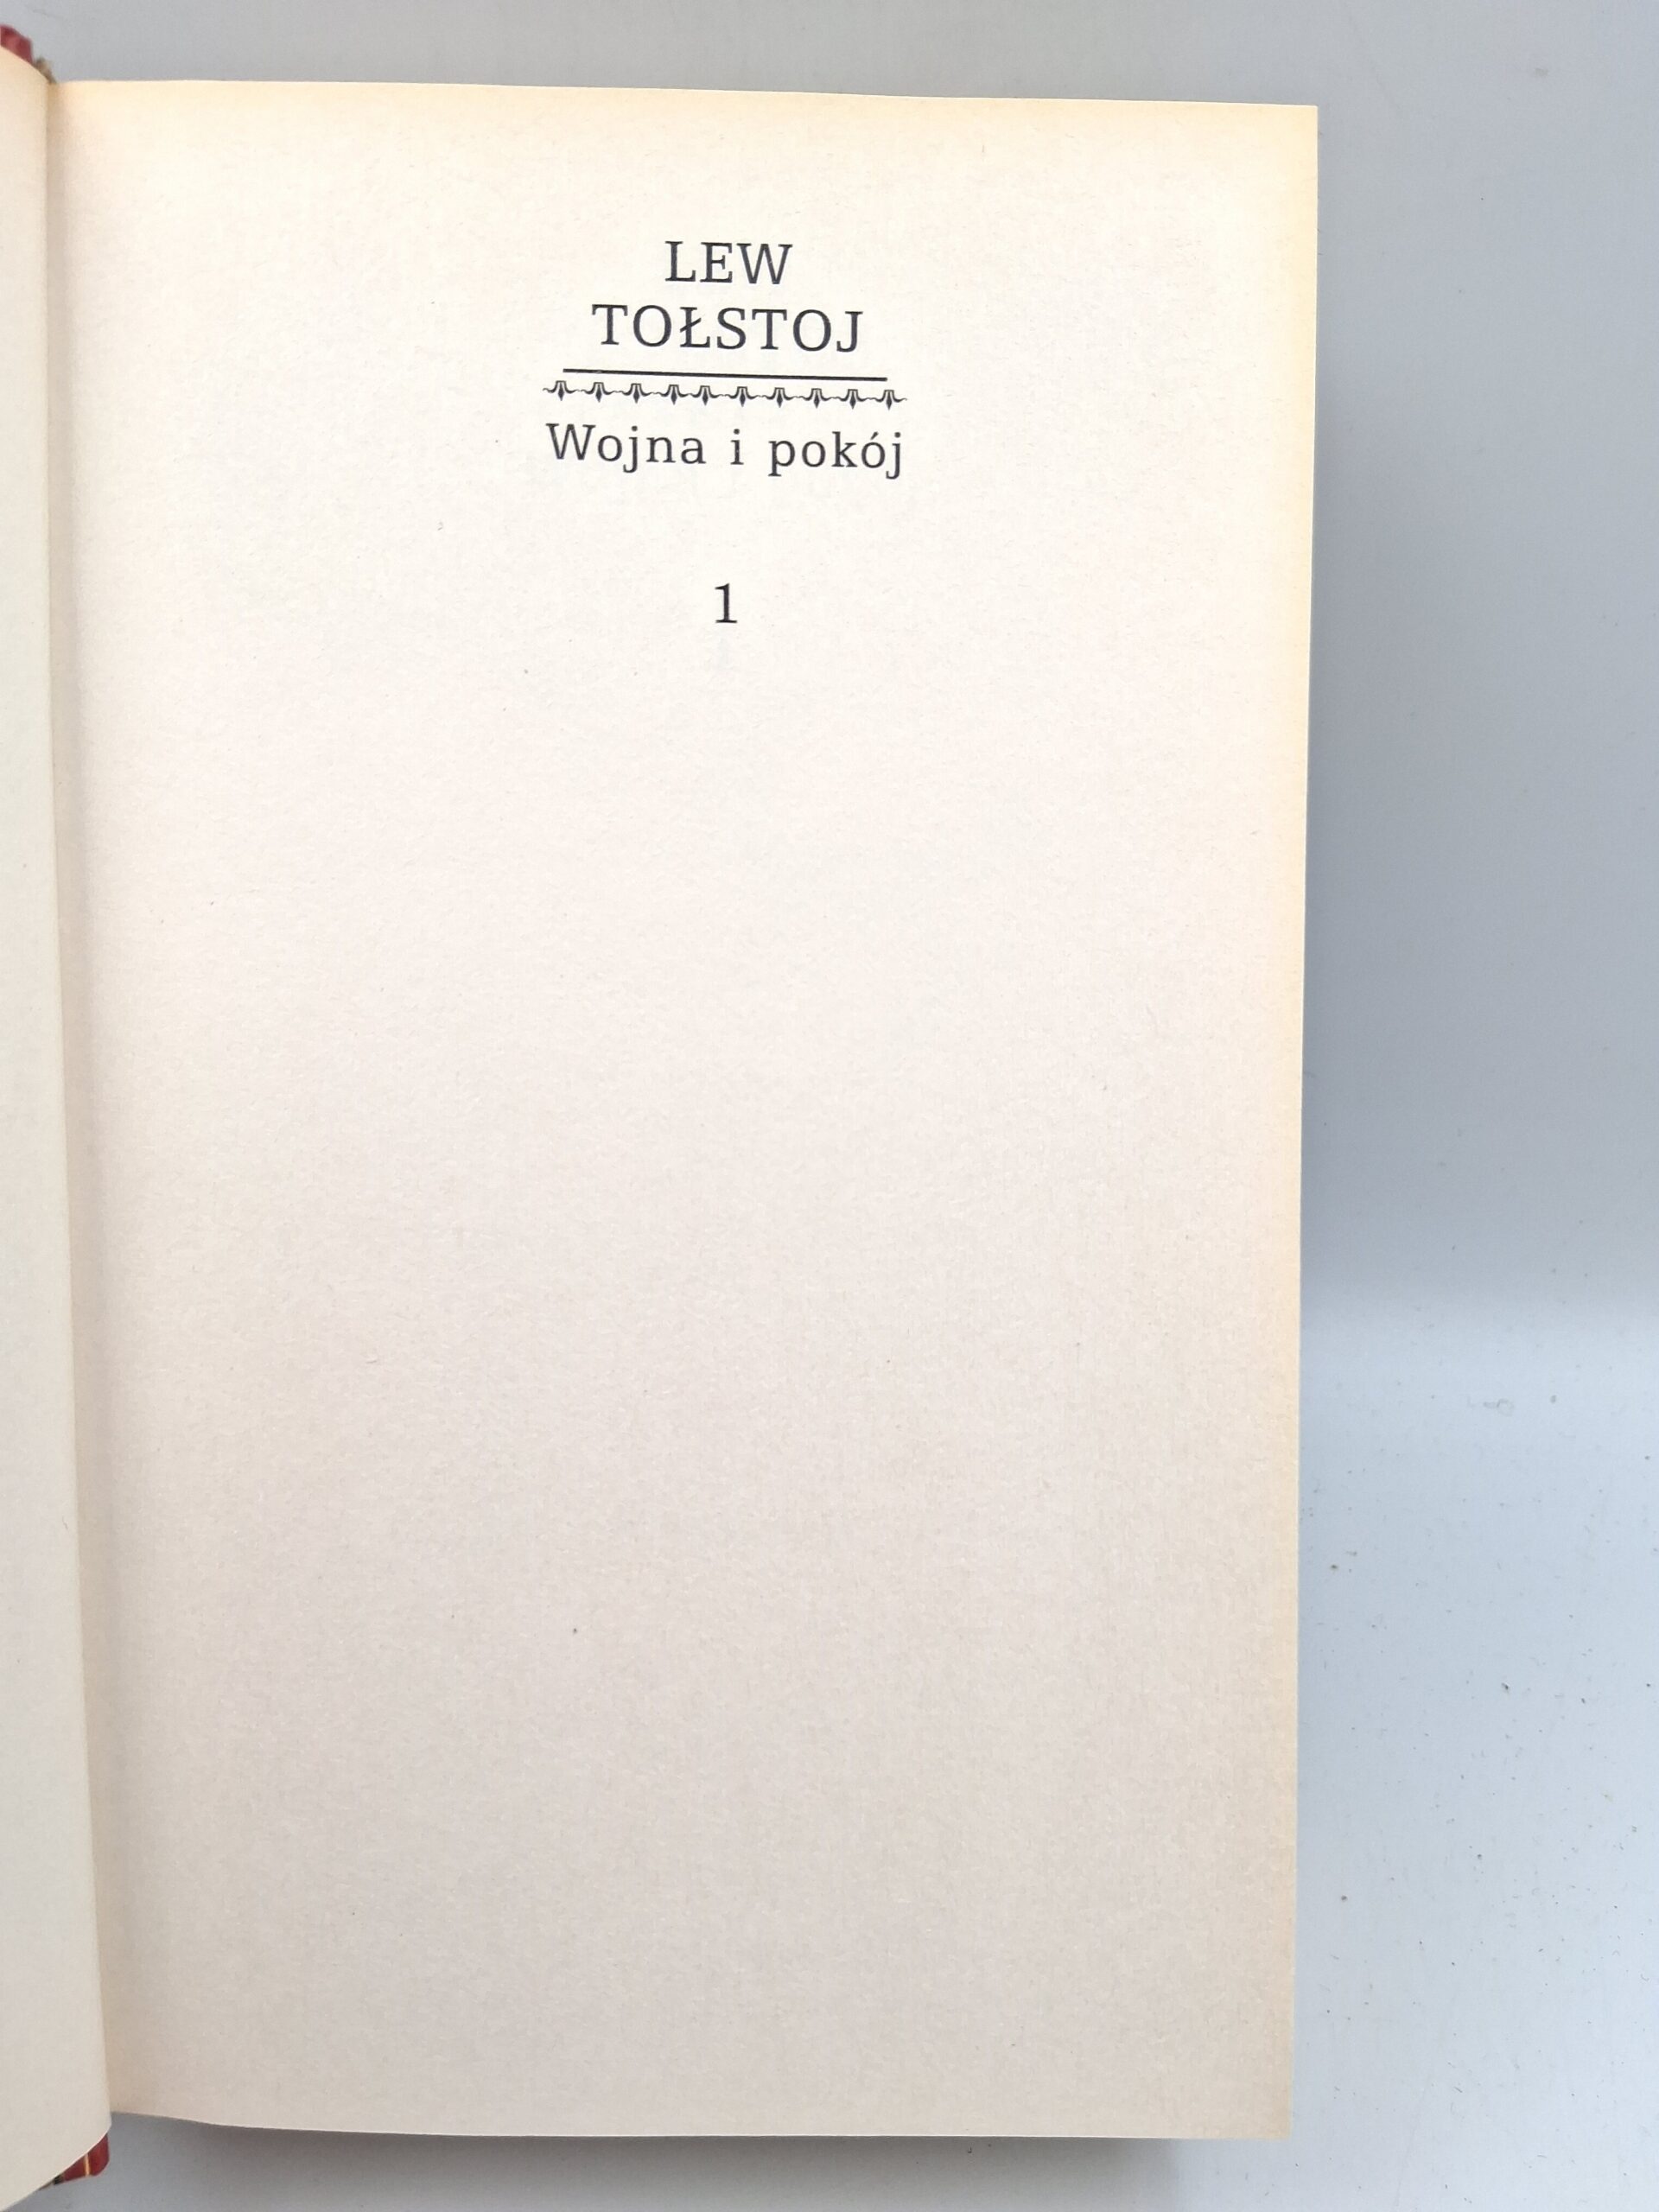 LEW
TOŁSTOJ
Wojna i pokój
1